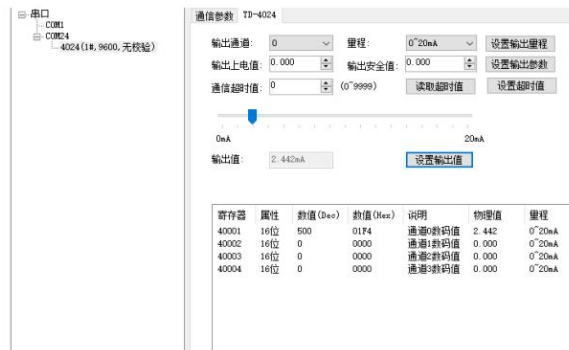 串口
COM1
COM24
4024(1#,9600,无校验)
通信参数 TD-4024
输出通道: 0 量程: 0~20mA 设置输出量程
输出上电值: 0.000 输出安全值: 0.000 设置输出参数
通信超时值: 0 (0~9999) 读取超时值 设置超时值
0mA 20mA
输出值: 2.442mA 设置输出值
寄存器 属性 数值(Dec) 数值(Hex) 说明 物理值 量程
40001 16位 500 01F4 通道0数码值 2.442 0~20mA
40002 16位 0 0000 通道1数码值 0.000 0~20mA
40003 16位 0 0000 通道2数码值 0.000 0~20mA
40004 16位 0 0000 通道3数码值 0.000 0~20mA